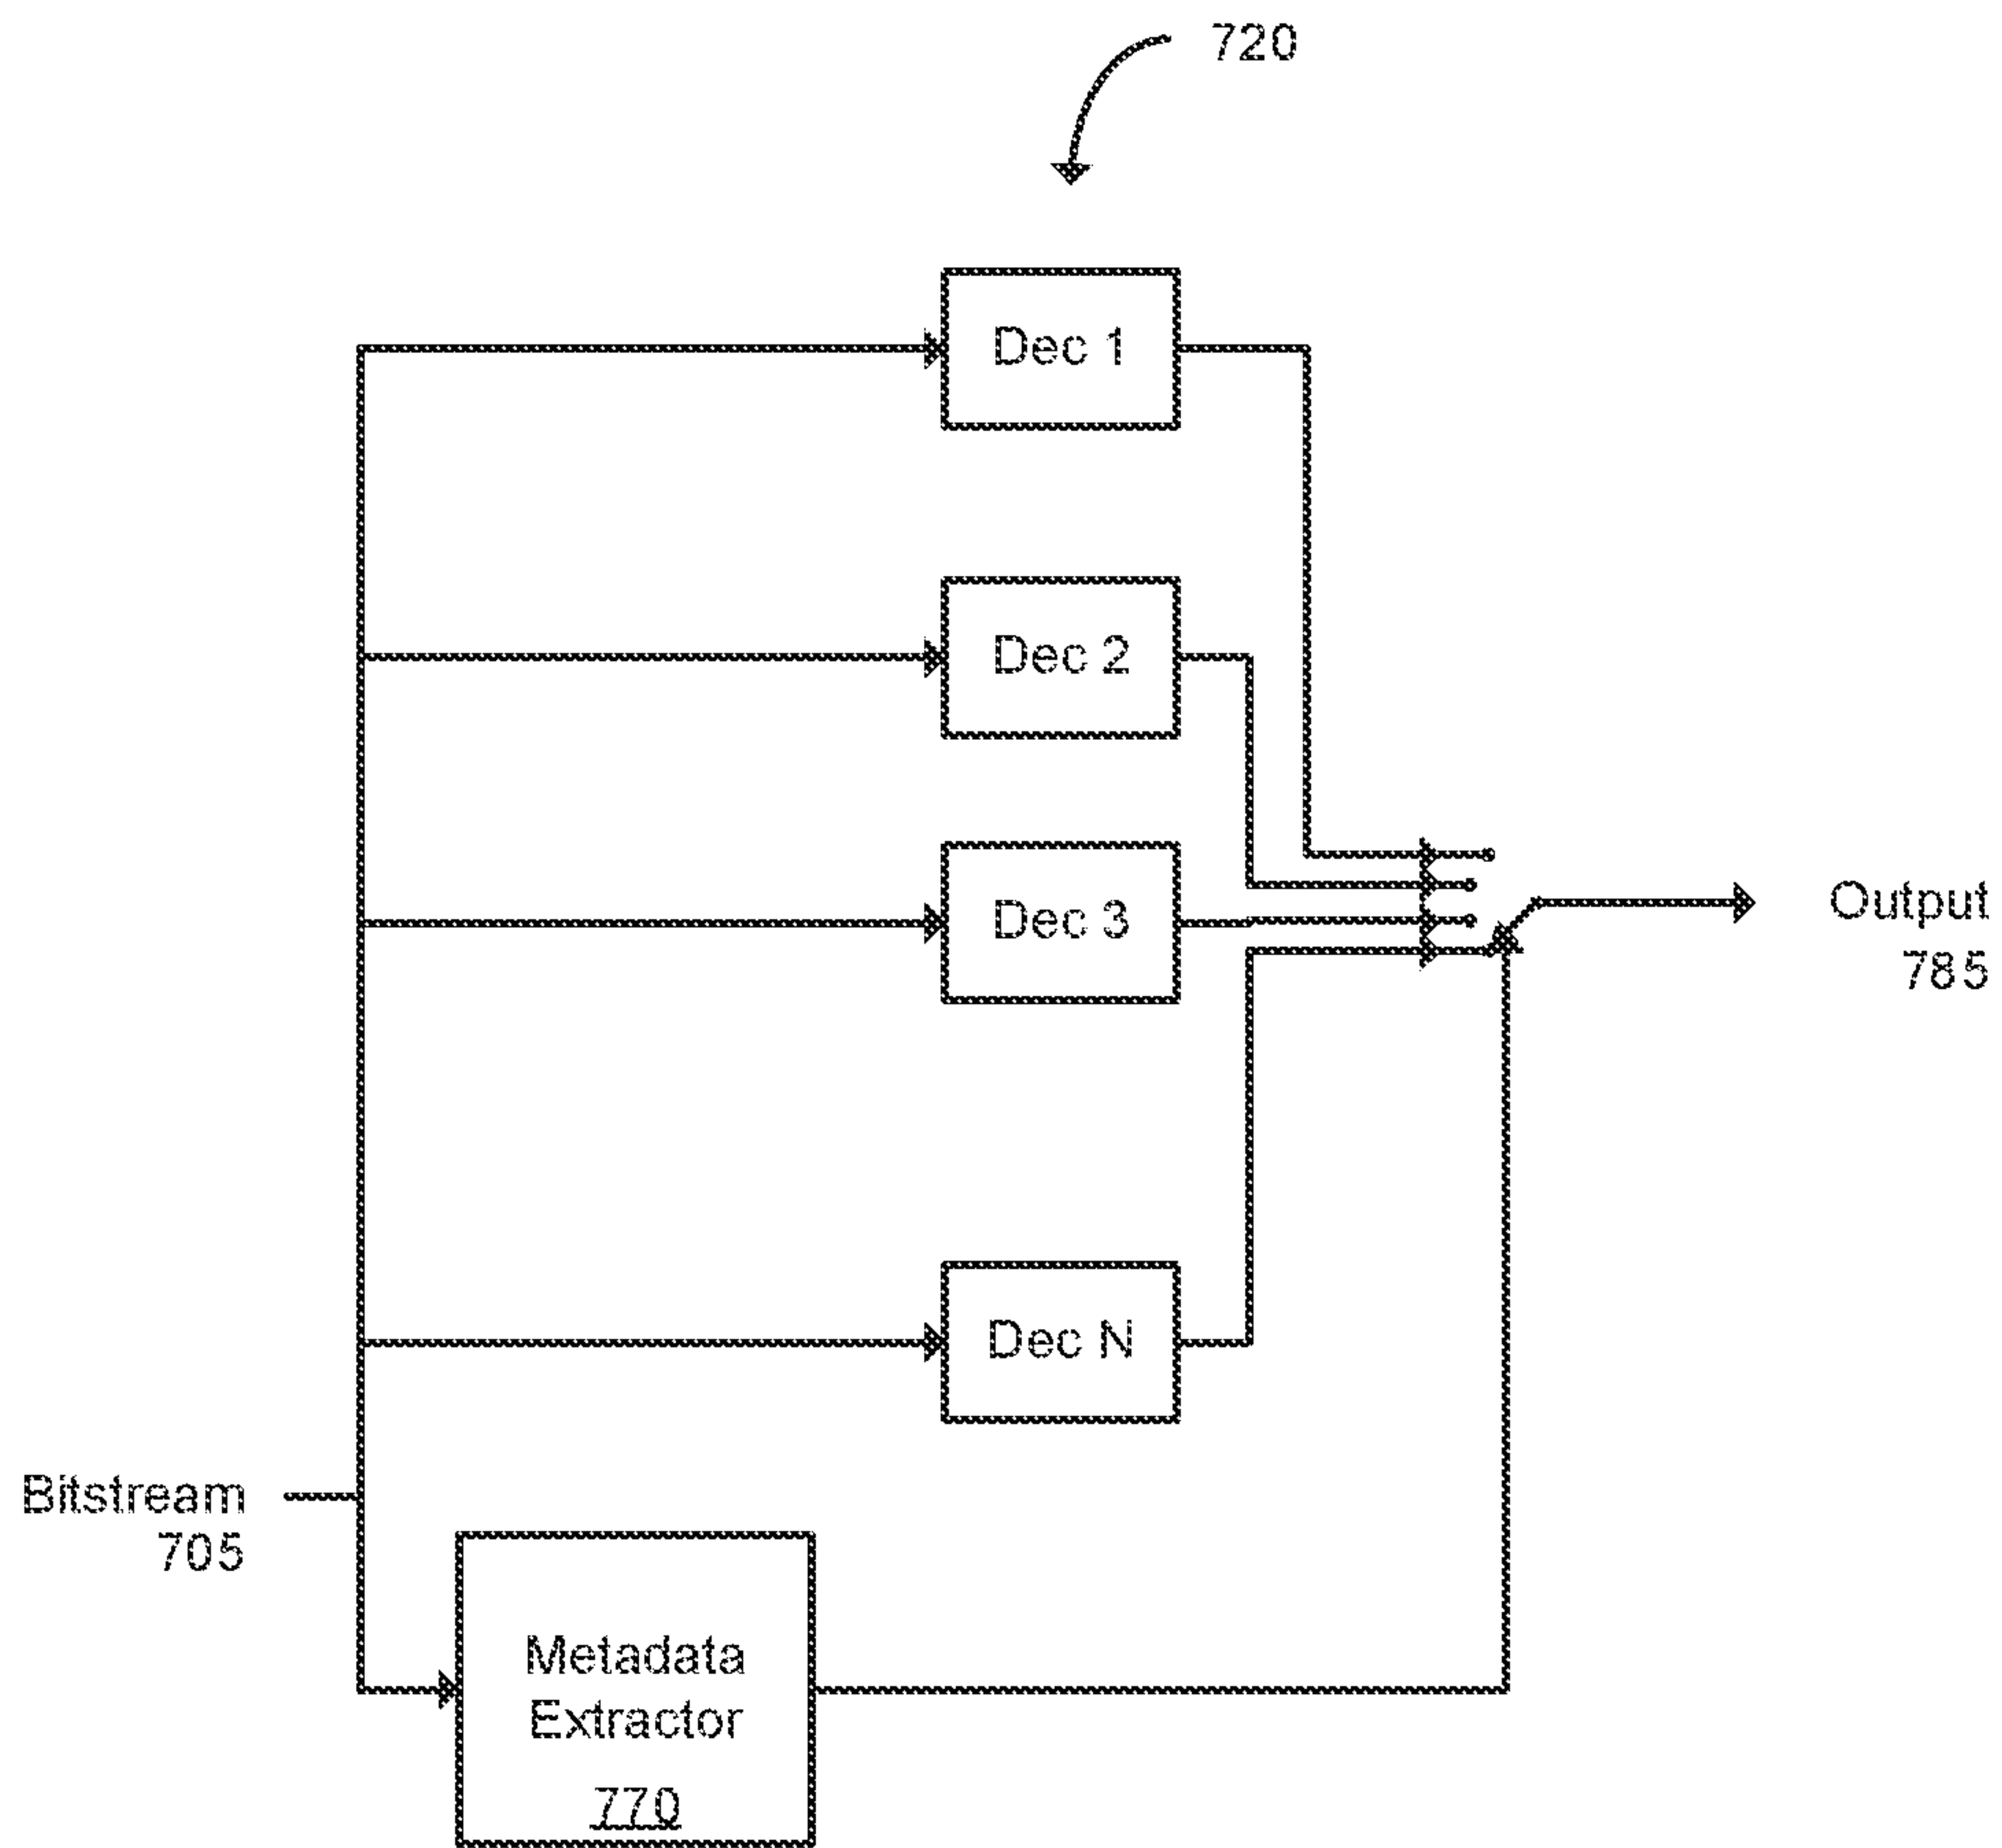 720
Dec 1
Dec 2
Dec 3
Output
785
Dec N
Bitstream
705
Metadata
Extractor
770